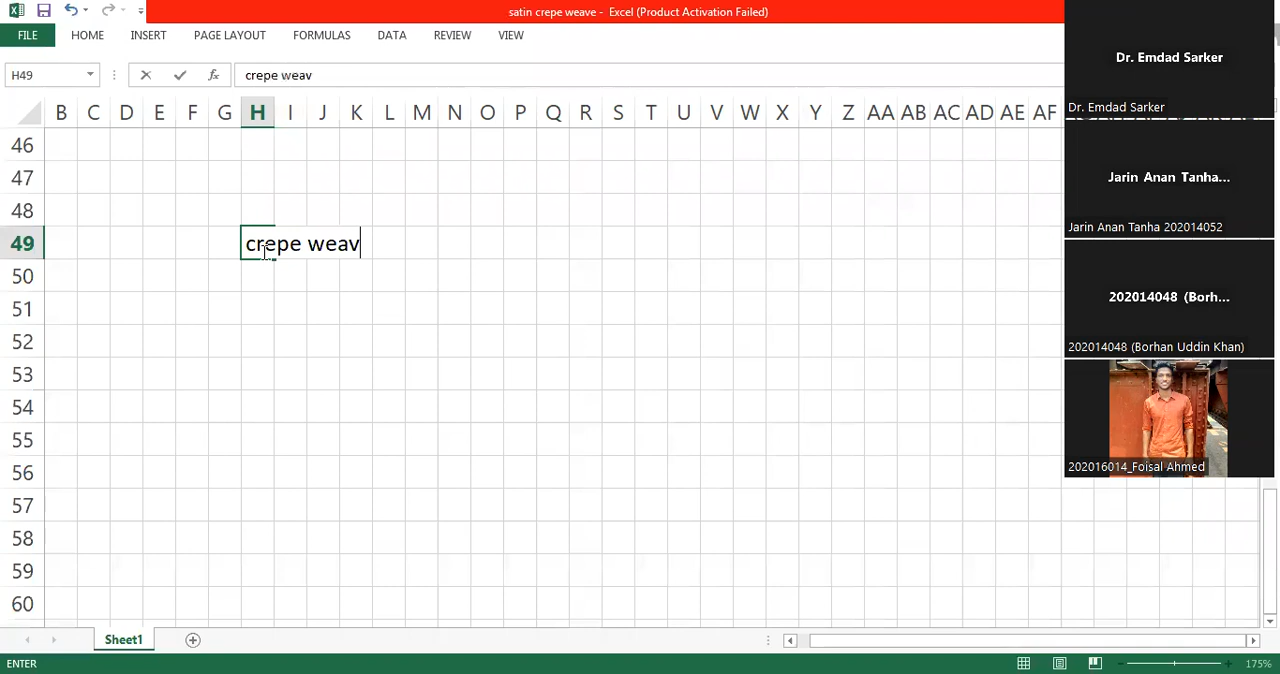 satin crepe weave - Excel (Product Activation Failed)
FILE HOME INSERT PAGE LAYOUT FORMULAS DATA REVIEW VIEW
H49 fx crepe weav
B C D E F G H I J K L M N O P Q R S T U V W X Y Z AA AB AC AD AE AF
46
47
48
49 crepe weav
50
51
52
53
54
55
56
57
58
59
60
Sheet1
ENTER 175%
Dr. Emdad Sarker
Dr. Emdad Sarker
Jarin Anan Tanha...
Jarin Anan Tanha 202014052
202014048 (Borh...
202014048 (Borhan Uddin Khan)
202016014_Foisal Ahmed